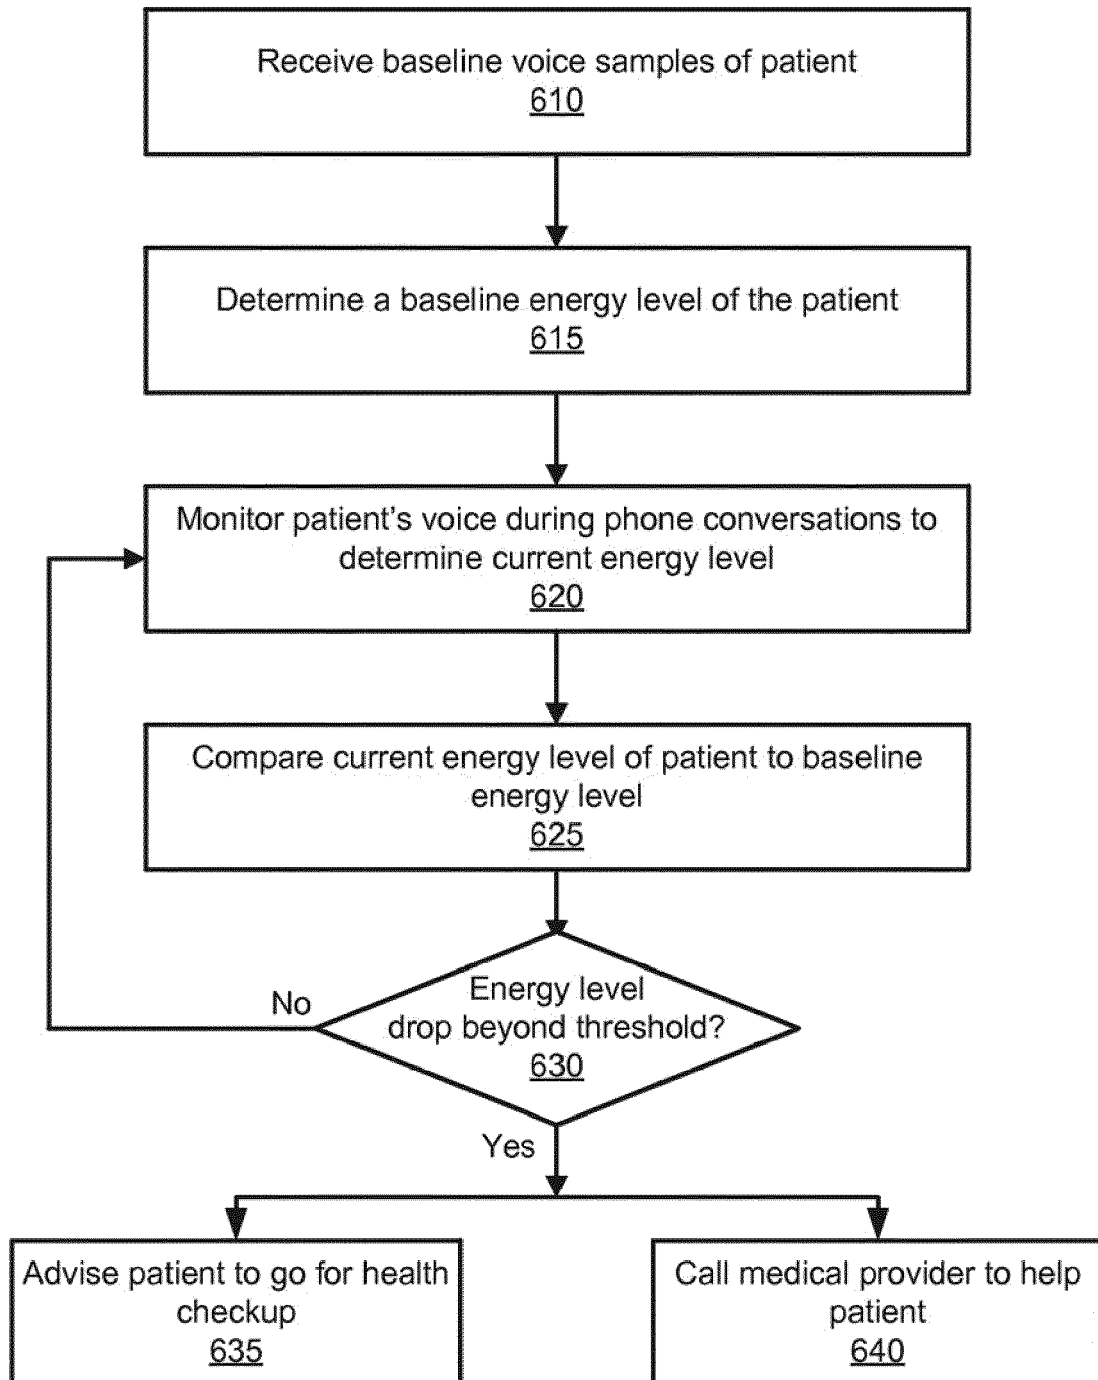 Receive baseline voice samples of patient
610
Determine a baseline energy level of the patient
615
Monitor patient's voice during phone conversations to
determine current energy level
620
Compare current energy level of patient to baseline
energy level
625
Energy level
drop beyond threshold?
630
No
Yes
Advise patient to go for health
checkup
635
Call medical provider to help
patient
640